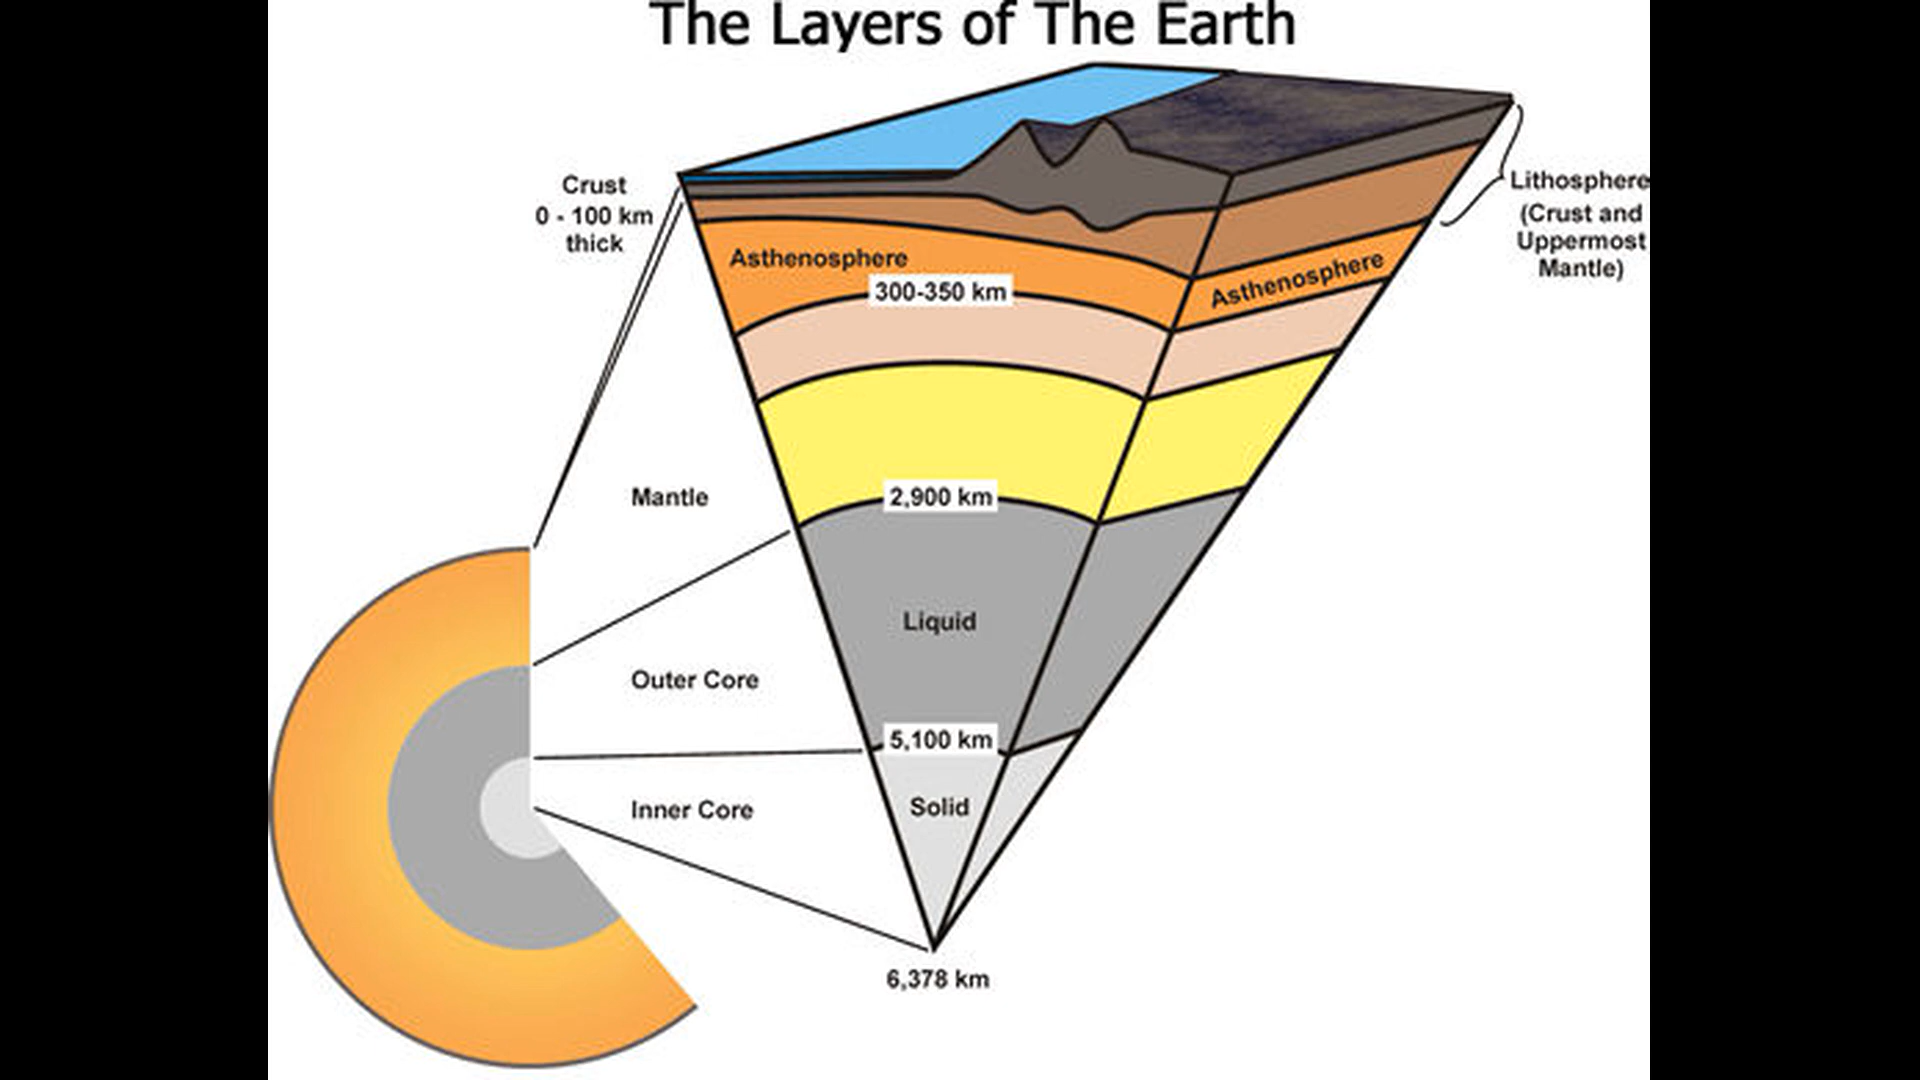 The Layers of The Earth
Crust
0 - 100 km
thick
Lithosphere
(Crust and
Uppermost
Mantle)
Asthenosphere
Asthenosphere
300-350 km
Mantle
2,900 km
Liquid
Outer Core
5,100 km
Inner Core
Solid
6,378 km